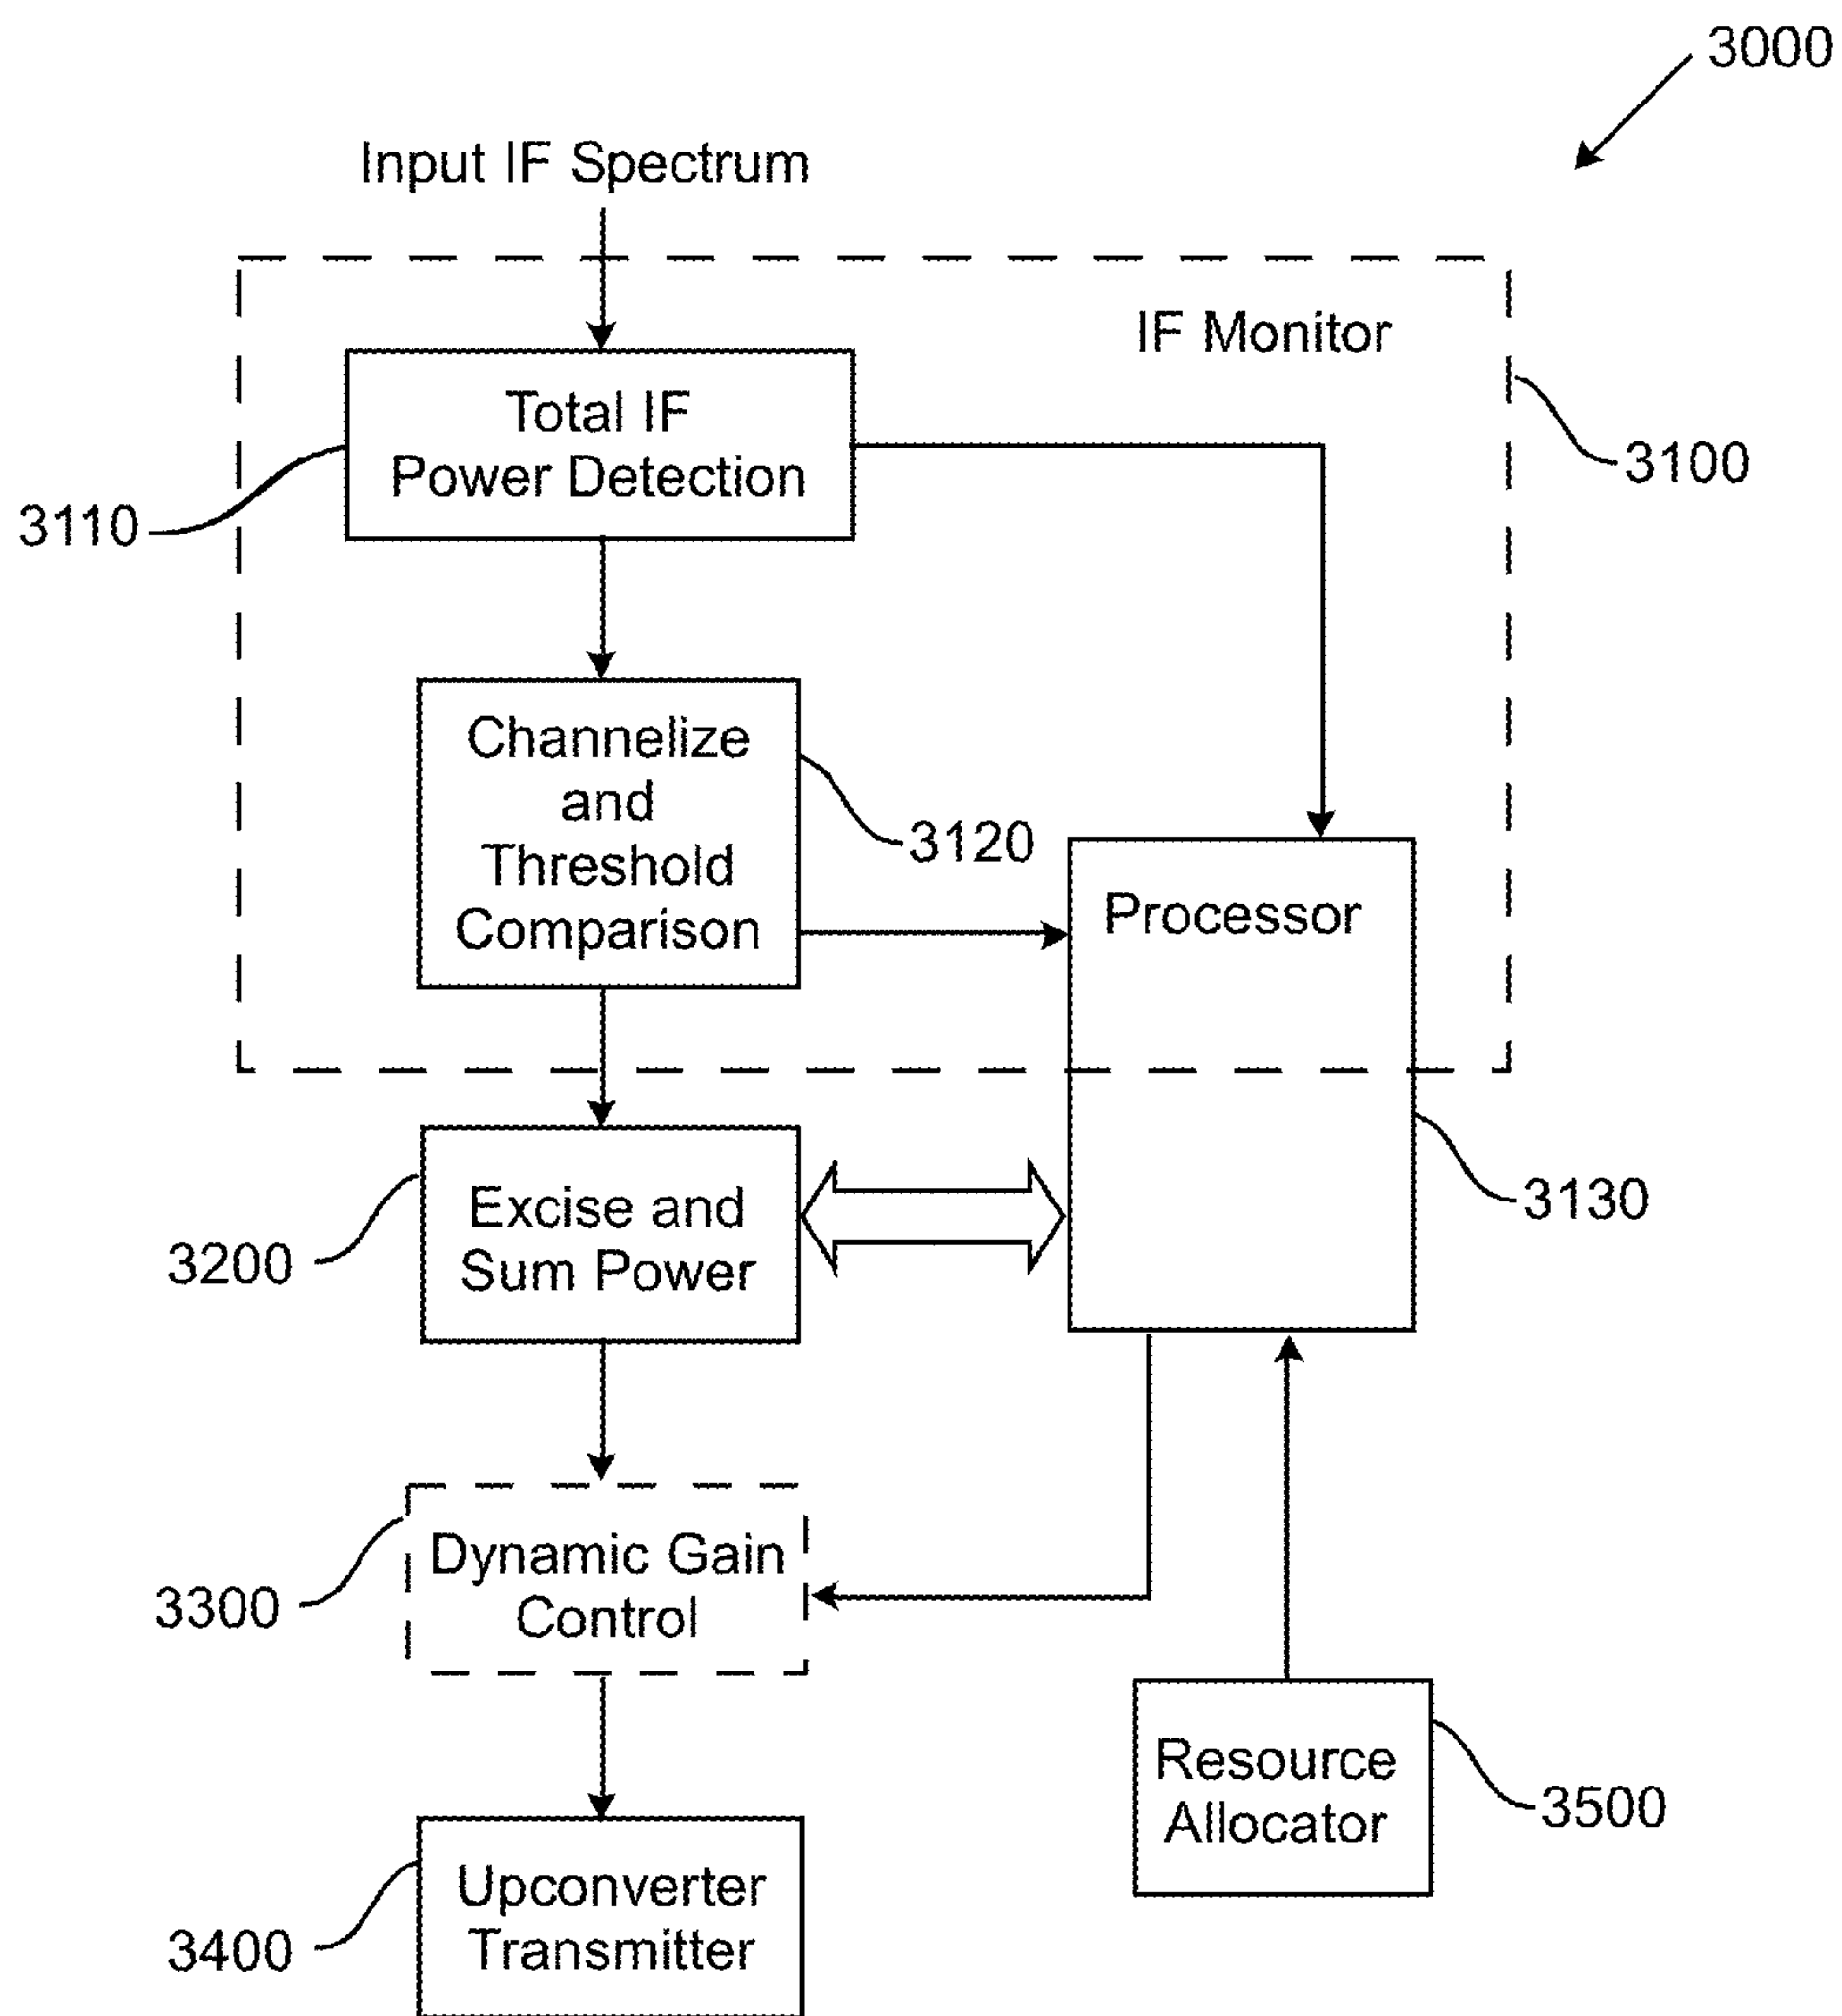 3000
Input IF Spectrum
IF Monitor
Total IF
Power Detection
3100
3110
Channelize
and
Threshold
Comparison
3120
Processor
Excise and
Sum Power
3200
3130
Dynamic Gain
Control
3300
Resource
Allocator
3500
Upconverter
Transmitter
3400